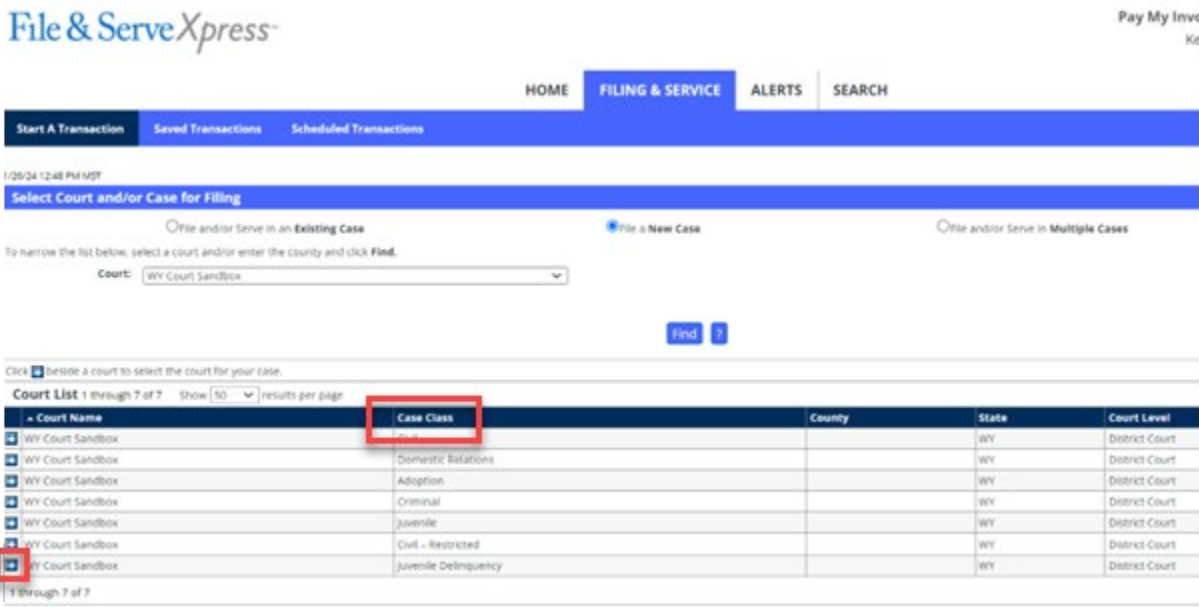 File & ServeXpress
Pay My Invo
Ke
HOME FILING & SERVICE ALERTS SEARCH
Start A Transaction Saved Transactions Scheduled Transactions
1/26/24 12:48 PM MST
Select Court and/or Case for Filing
File and/or Serve in an Existing Case File a New Case File and/or Serve in Multiple Cases
To narrow the list below, select a court and/or enter the county and click Find.
Court: WY Court Sandbox
Find ?
Click beside a court to select the court for your case.
Court List 1 through 7 of 7 Show 50 results per page
Court Name Case Class County State Court Level
WY Court Sandbox WY District Court
WY Court Sandbox Domestic Relations WY District Court
WY Court Sandbox Adoption WY District Court
WY Court Sandbox Criminal WY District Court
WY Court Sandbox Juvenile WY District Court
WY Court Sandbox Civil - Restricted WY District Court
WY Court Sandbox Juvenile Delinquency WY District Court
1 through 7 of 7